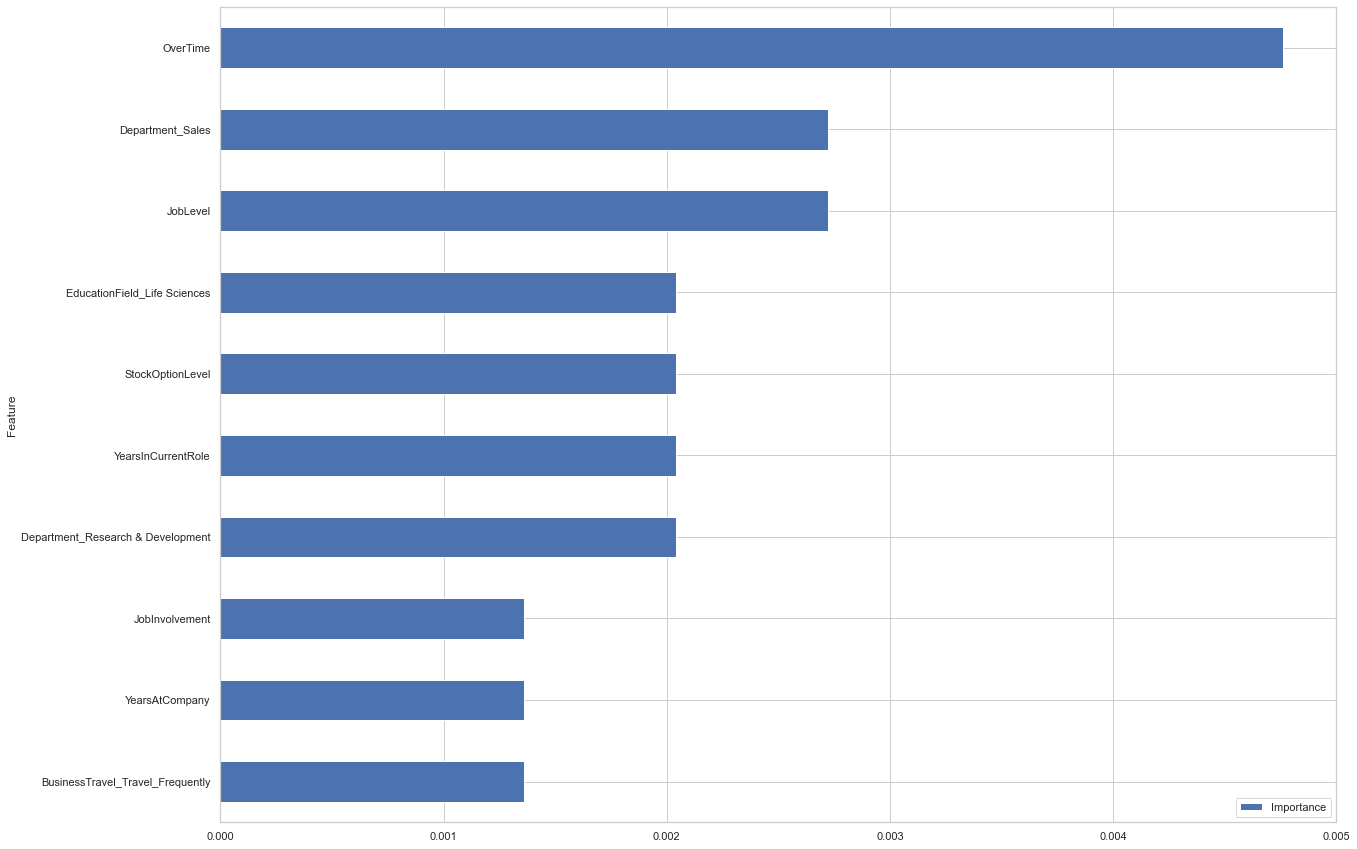 OverTime
Department_Sales
JobLevel
EducationField_Life Sciences
StockOptionLevel
YearsInCurrentRole
Department_Research & Development
JobInvolvement
YearsAtCompany
BusinessTravel_Travel_Frequently
Feature
Importance
0.000 0.001 0.002 0.003 0.004 0.005